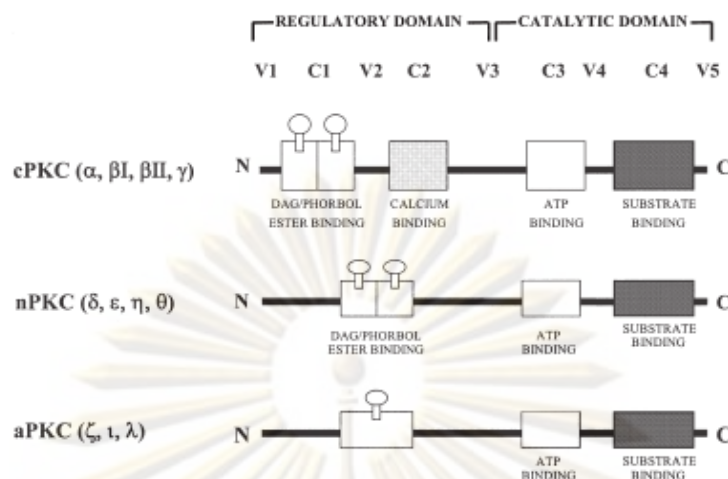 REGULATORY DOMAIN CATALYTIC DOMAIN
V1 C1 V2 C2 V3 C3 V4 C4 V5
cPKC (α, βI, βII, γ) N C
DAG/PHORBOL ESTER BINDING
CALCIUM BINDING
ATP BINDING
SUBSTRATE BINDING
nPKC (δ, ε, η, θ) N C
DAG/PHORBOL ESTER BINDING
ATP BINDING
SUBSTRATE BINDING
aPKC (ζ, ι, λ) N C
ATP BINDING
SUBSTRATE BINDING